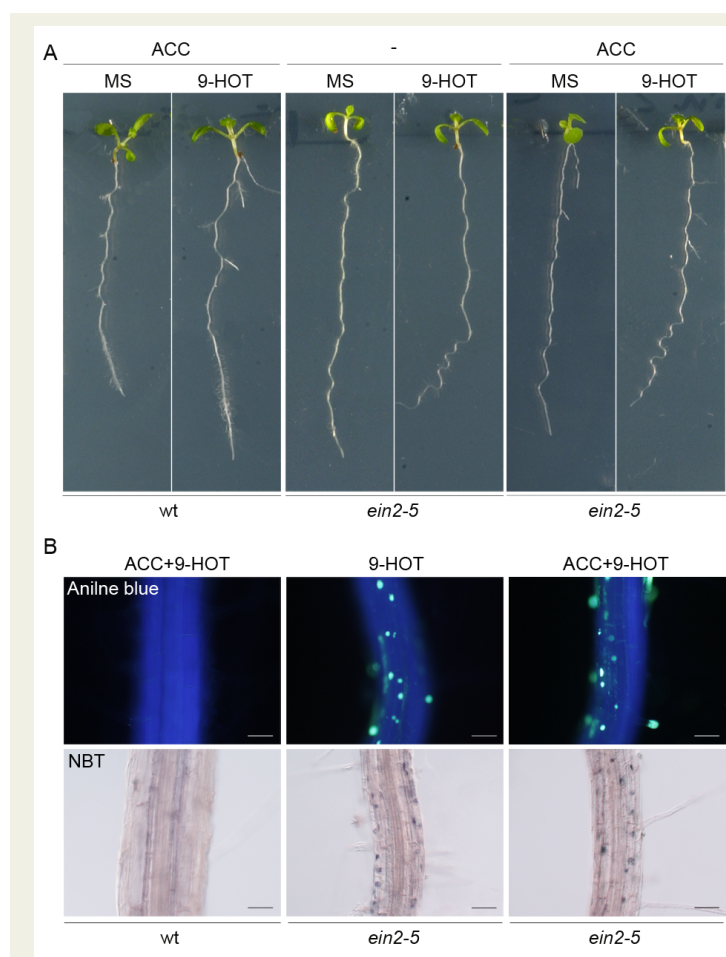 A
ACC - ACC
MS 9-HOT MS 9-HOT MS 9-HOT
wt ein2-5 ein2-5
B
ACC+9-HOT 9-HOT ACC+9-HOT
Anilne blue
NBT
wt ein2-5 ein2-5